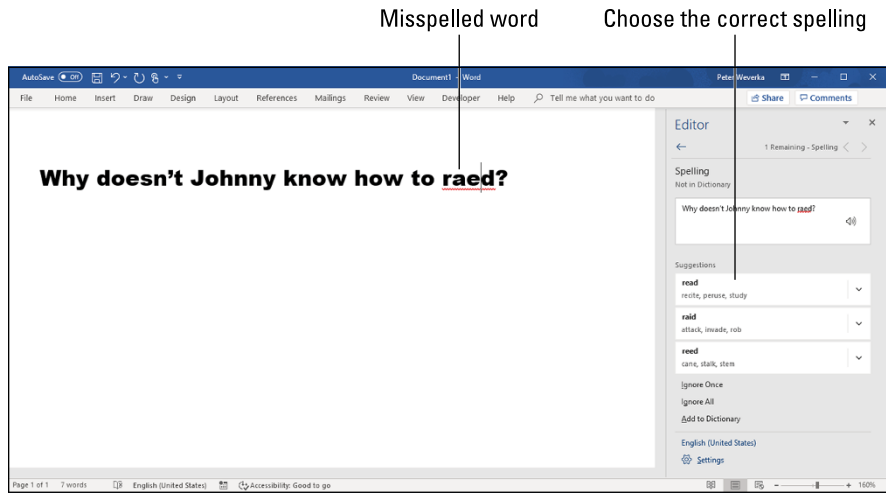 Misspelled word Choose the correct spelling
AutoSave Off Document1 - Word Peter Weverka
File Home Insert Draw Design Layout References Mailings Review View Developer Help Tell me what you want to do Share Comments
Editor
1 Remaining - Spelling
Why doesn't Johnny know how to raed?
Spelling
Not in Dictionary
Why doesn't Johnny know how to raed?
Suggestions
read
recite, peruse, study
raid
attack, invade, rob
reed
cane, stalk, stem
Ignore Once
Ignore All
Add to Dictionary
English (United States)
Settings
Page 1 of 1 7 words English (United States) Accessibility: Good to go 160%